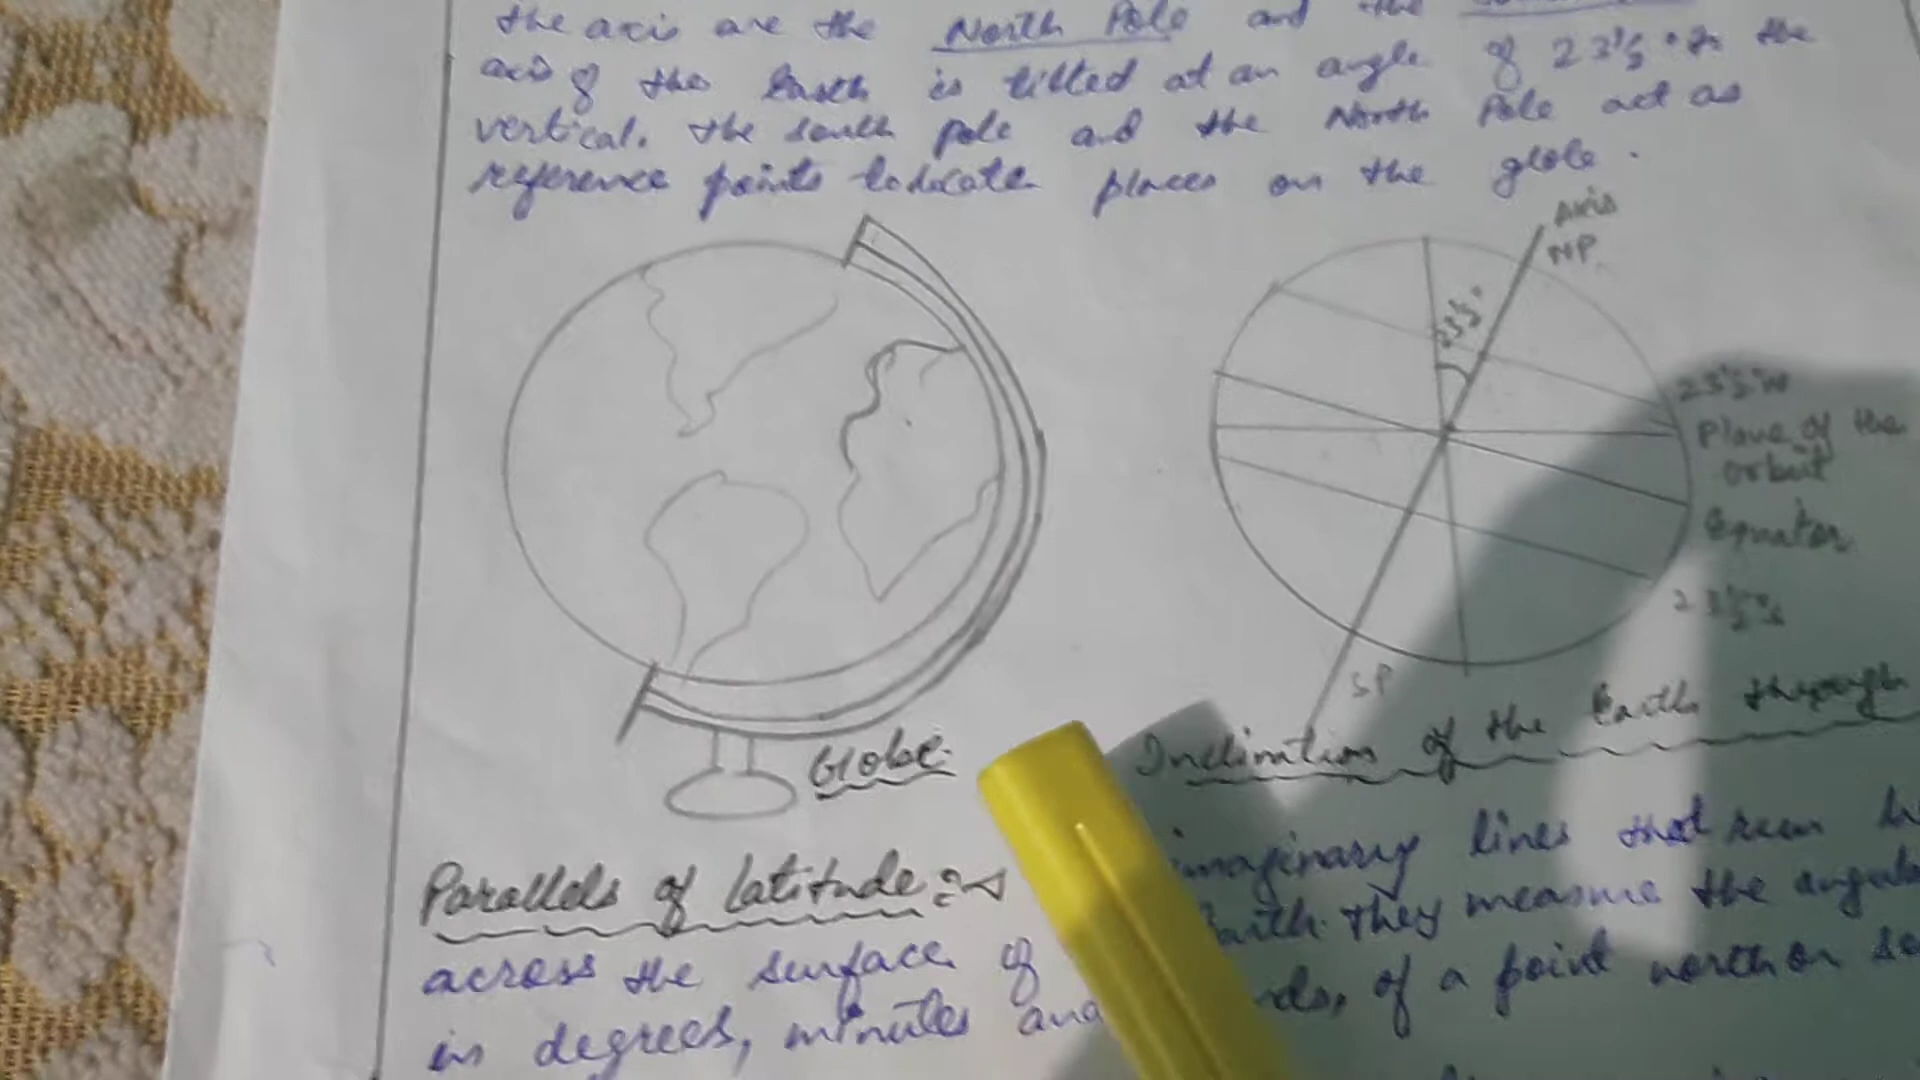 the axis are the North Pole and the
axis of the Earth is tilted at an angle of 23½° to the
vertical. The South pole and the North Pole act as
reference points to locate places on the globe.
Axis
NP.
23½°
23½°N
Plane of the
orbit
Equator
23½°S
SP
Globe.
Inclination of the Earth through
Parallels of Latitude :→ imaginary lines that run
across the surface of Earth. They measure the
in degrees, minutes and of a point north or